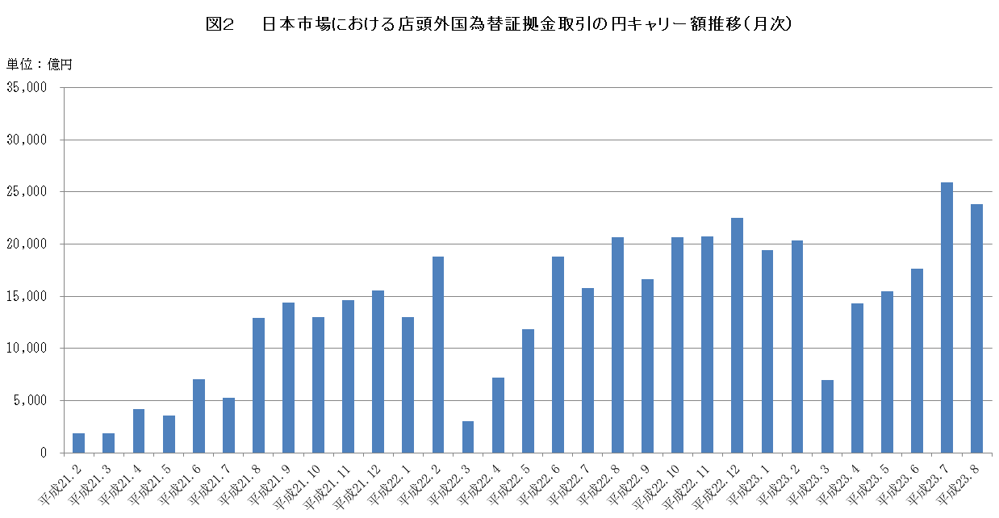 図２　日本市場における店頭外国為替証拠金取引の円キャリー額推移（月次）
単位：億円
35,000
30,000
25,000
20,000
15,000
10,000
5,000
0
平成21.2
平成21.3
平成21.4
平成21.5
平成21.6
平成21.7
平成21.8
平成21.9
平成21.10
平成21.11
平成21.12
平成22.1
平成22.2
平成22.3
平成22.4
平成22.5
平成22.6
平成22.7
平成22.8
平成22.9
平成22.10
平成22.11
平成22.12
平成23.1
平成23.2
平成23.3
平成23.4
平成23.5
平成23.6
平成23.7
平成23.8